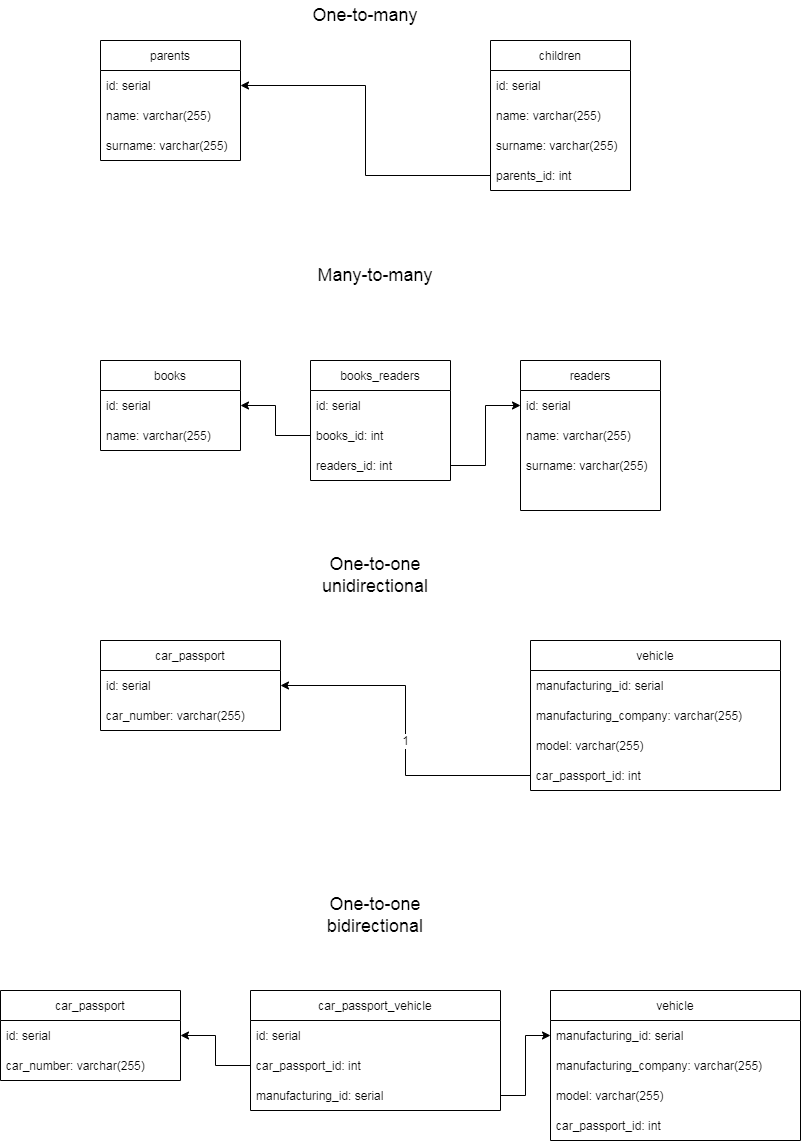 One-to-many
parents
id: serial
name: varchar(255)
surname: varchar(255)
children
id: serial
name: varchar(255)
surname: varchar(255)
parents_id: int
Many-to-many
books
id: serial
name: varchar(255)
books_readers
id: serial
books_id: int
readers_id: int
readers
id: serial
name: varchar(255)
surname: varchar(255)
One-to-one
unidirectional
car_passport
id: serial
car_number: varchar(255)
1
vehicle
manufacturing_id: serial
manufacturing_company: varchar(255)
model: varchar(255)
car_passport_id: int
One-to-one
bidirectional
car_passport
id: serial
car_number: varchar(255)
car_passport_vehicle
id: serial
car_passport_id: int
manufacturing_id: serial
vehicle
manufacturing_id: serial
manufacturing_company: varchar(255)
model: varchar(255)
car_passport_id: int